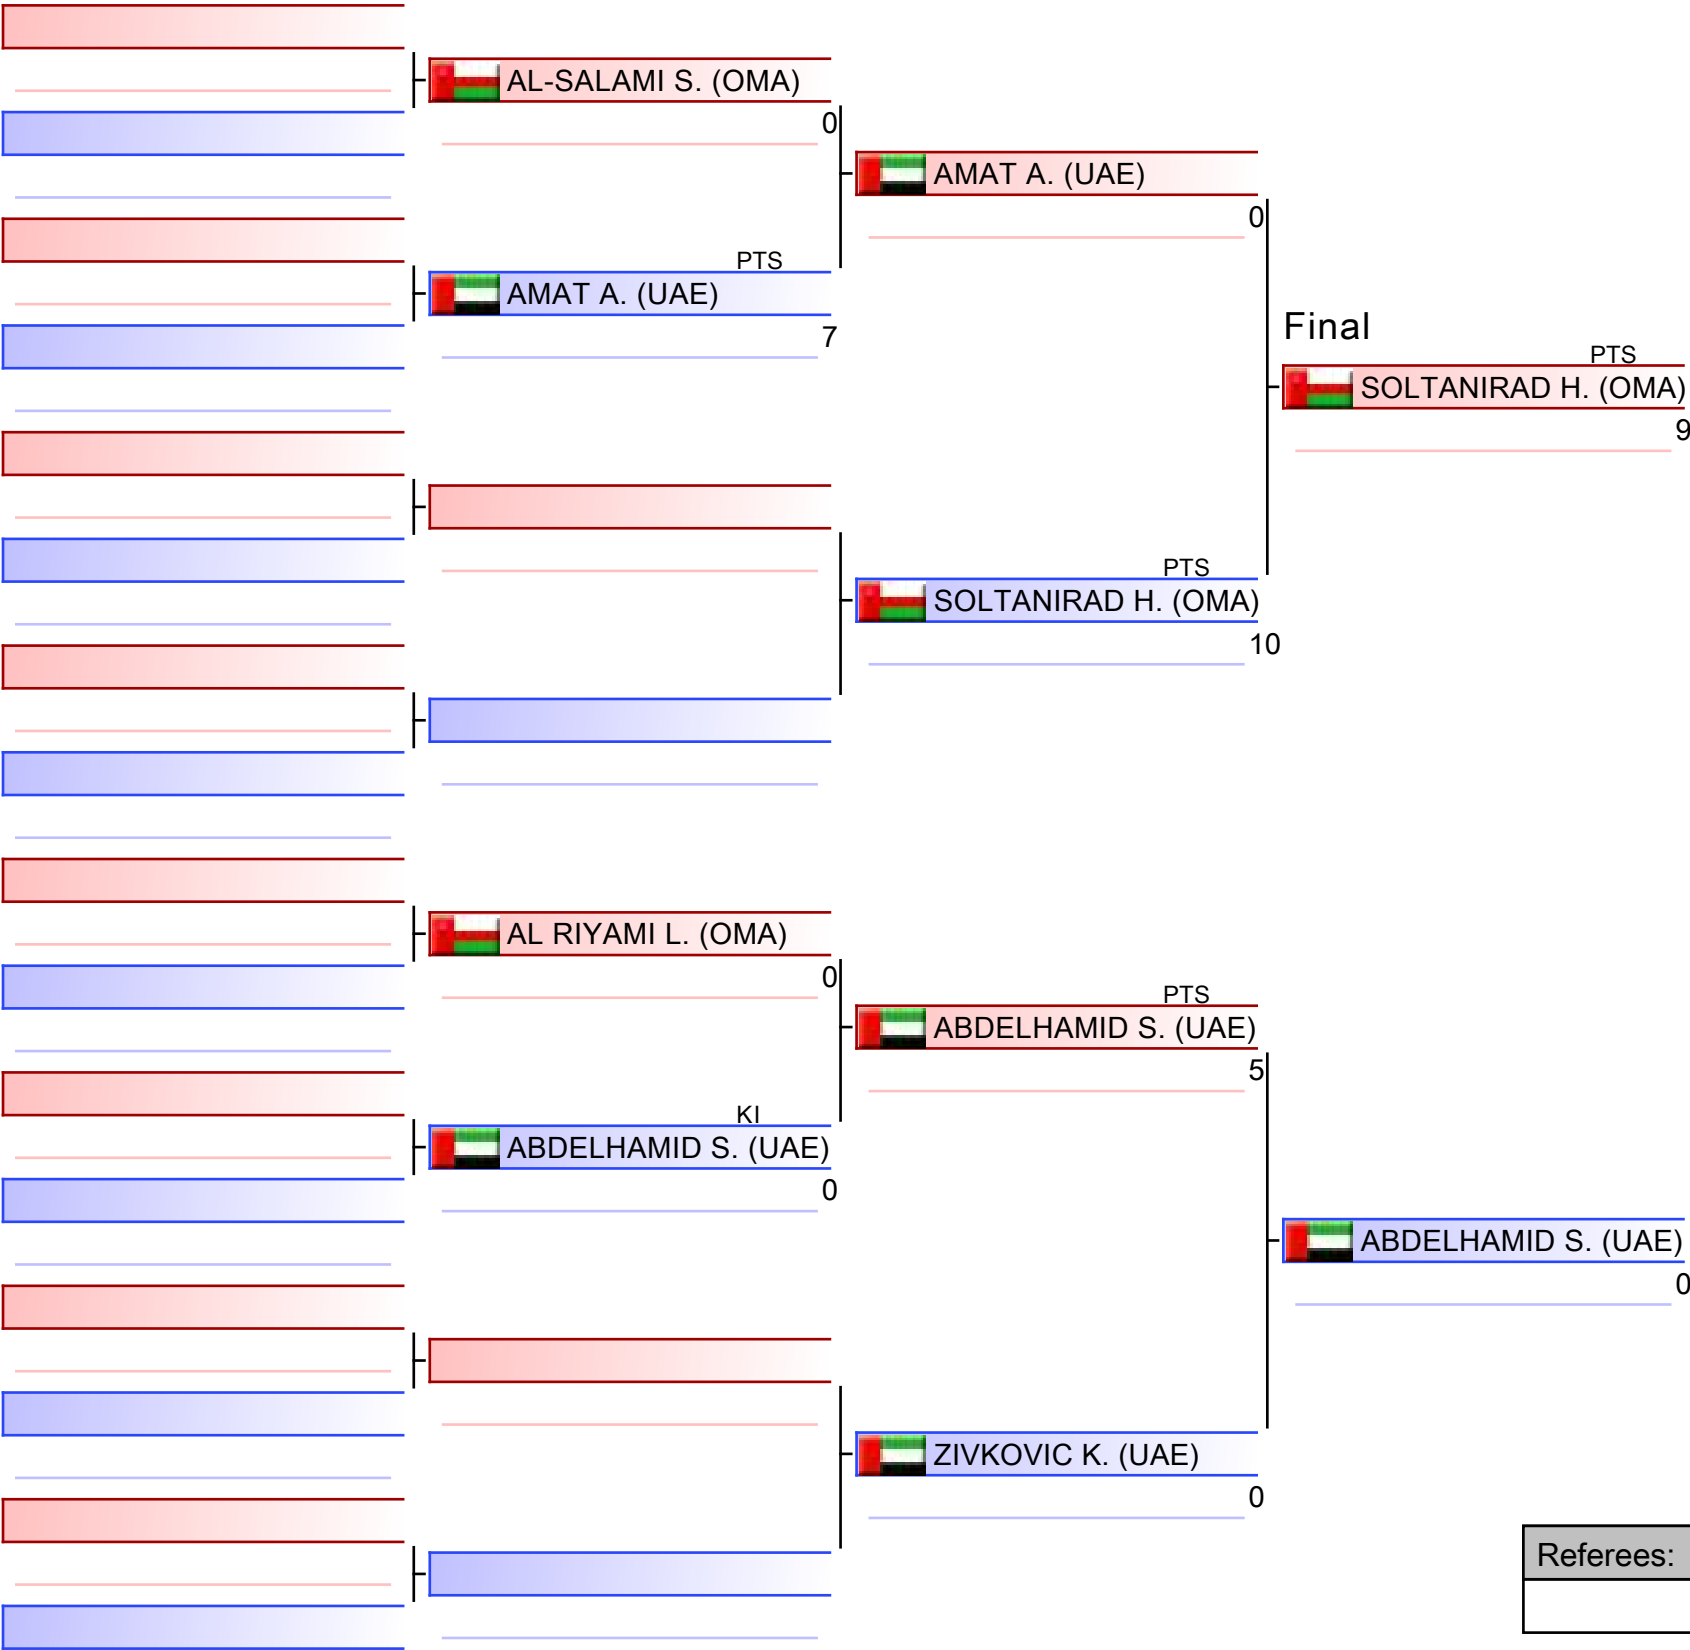 AL-SALAMI S. (OMA)
0
AMAT A. (UAE)
0
PTS
AMAT A. (UAE)
7
Final
PTS
SOLTANIRAD H. (OMA)
9
PTS
SOLTANIRAD H. (OMA)
10
AL RIYAMI L. (OMA)
0
PTS
ABDELHAMID S. (UAE)
5
KI
ABDELHAMID S. (UAE)
0
ABDELHAMID S. (UAE)
0
ZIVKOVIC K. (UAE)
0
Referees: